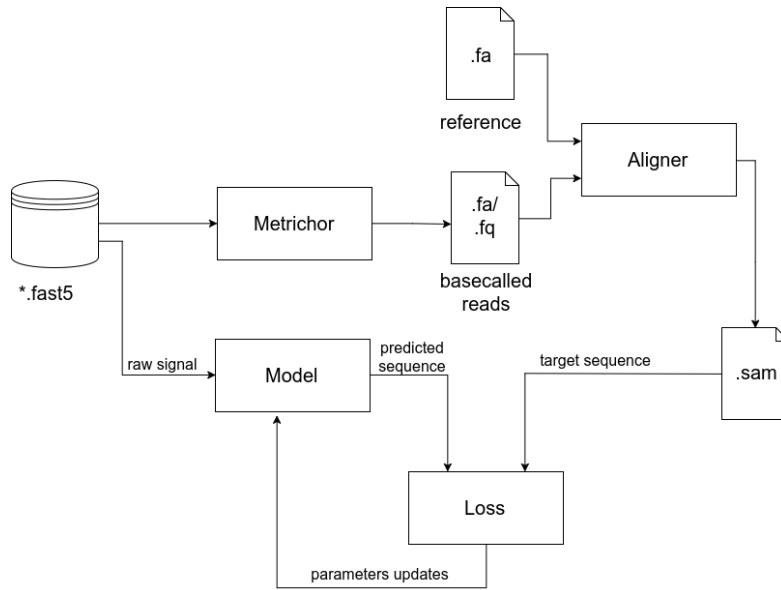 .fa
reference
Aligner
Metrichor
.fa/
.fq
basecalled
reads
*.fast5
raw signal
Model
predicted
sequence
target sequence
.sam
Loss
parameters updates